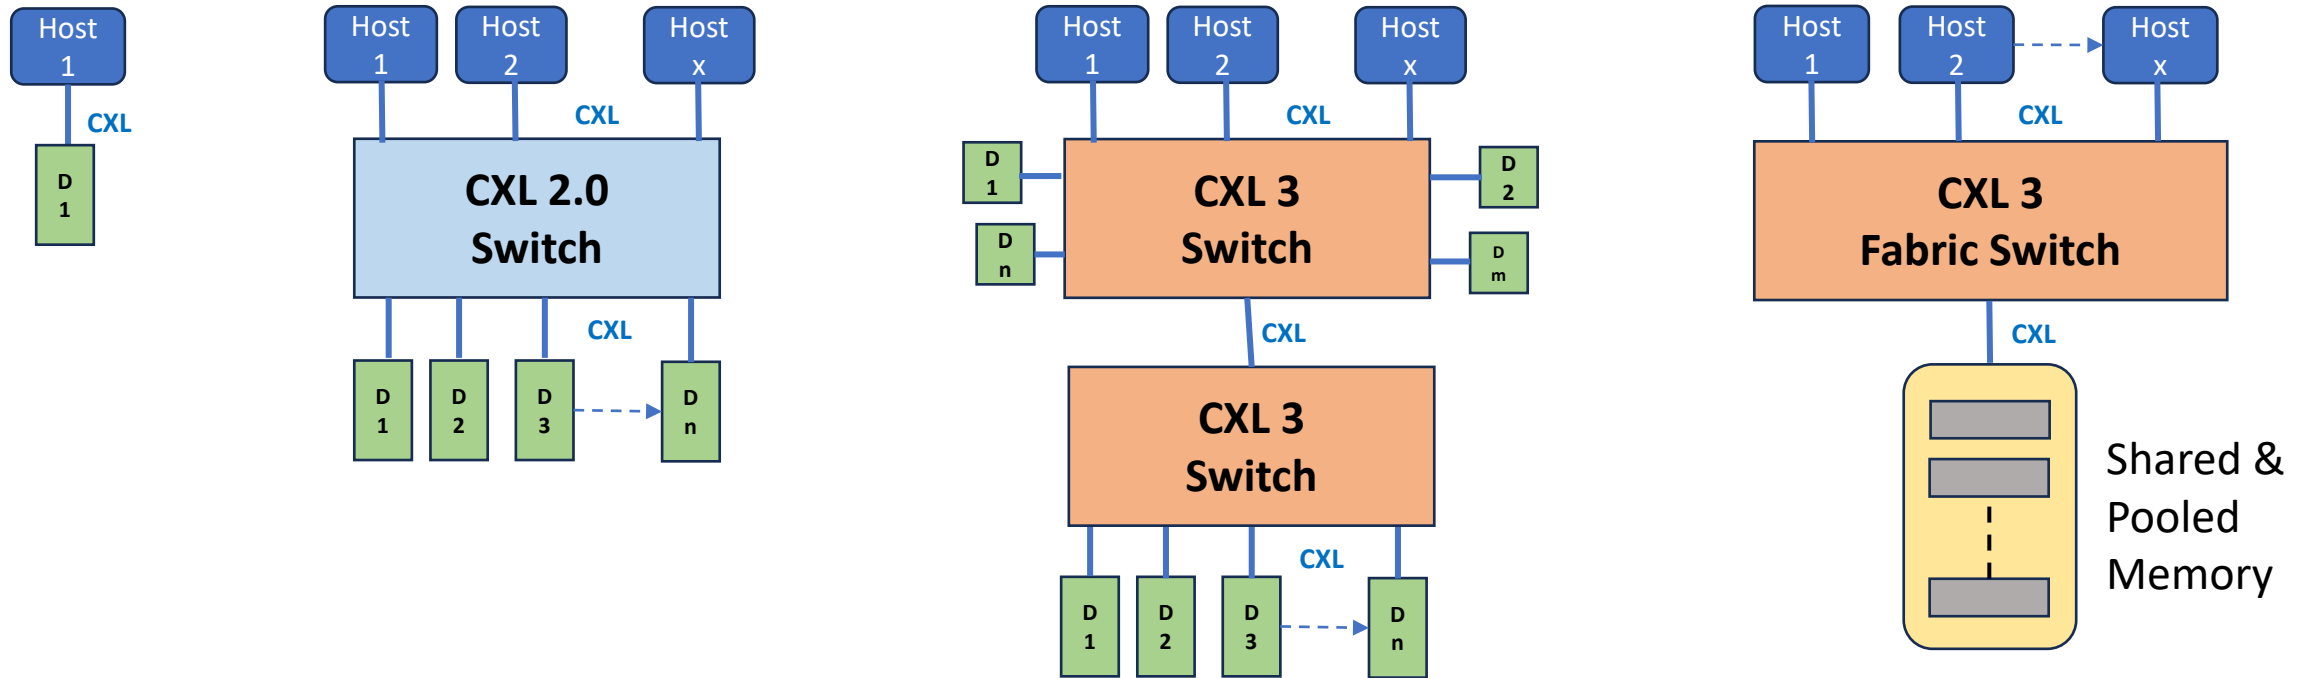 Host
1
CXL
D
1
Host
1
Host
2
Host
x
CXL
CXL 2.0
Switch
CXL
D
1
D
2
D
3
D
n
Host
1
Host
2
Host
x
CXL
D
1
D
n
CXL 3
Switch
D
2
D
m
CXL
CXL 3
Switch
CXL
D
1
D
2
D
3
D
n
Host
1
Host
2
Host
x
CXL
CXL 3
Fabric Switch
CXL
Shared &
Pooled
Memory